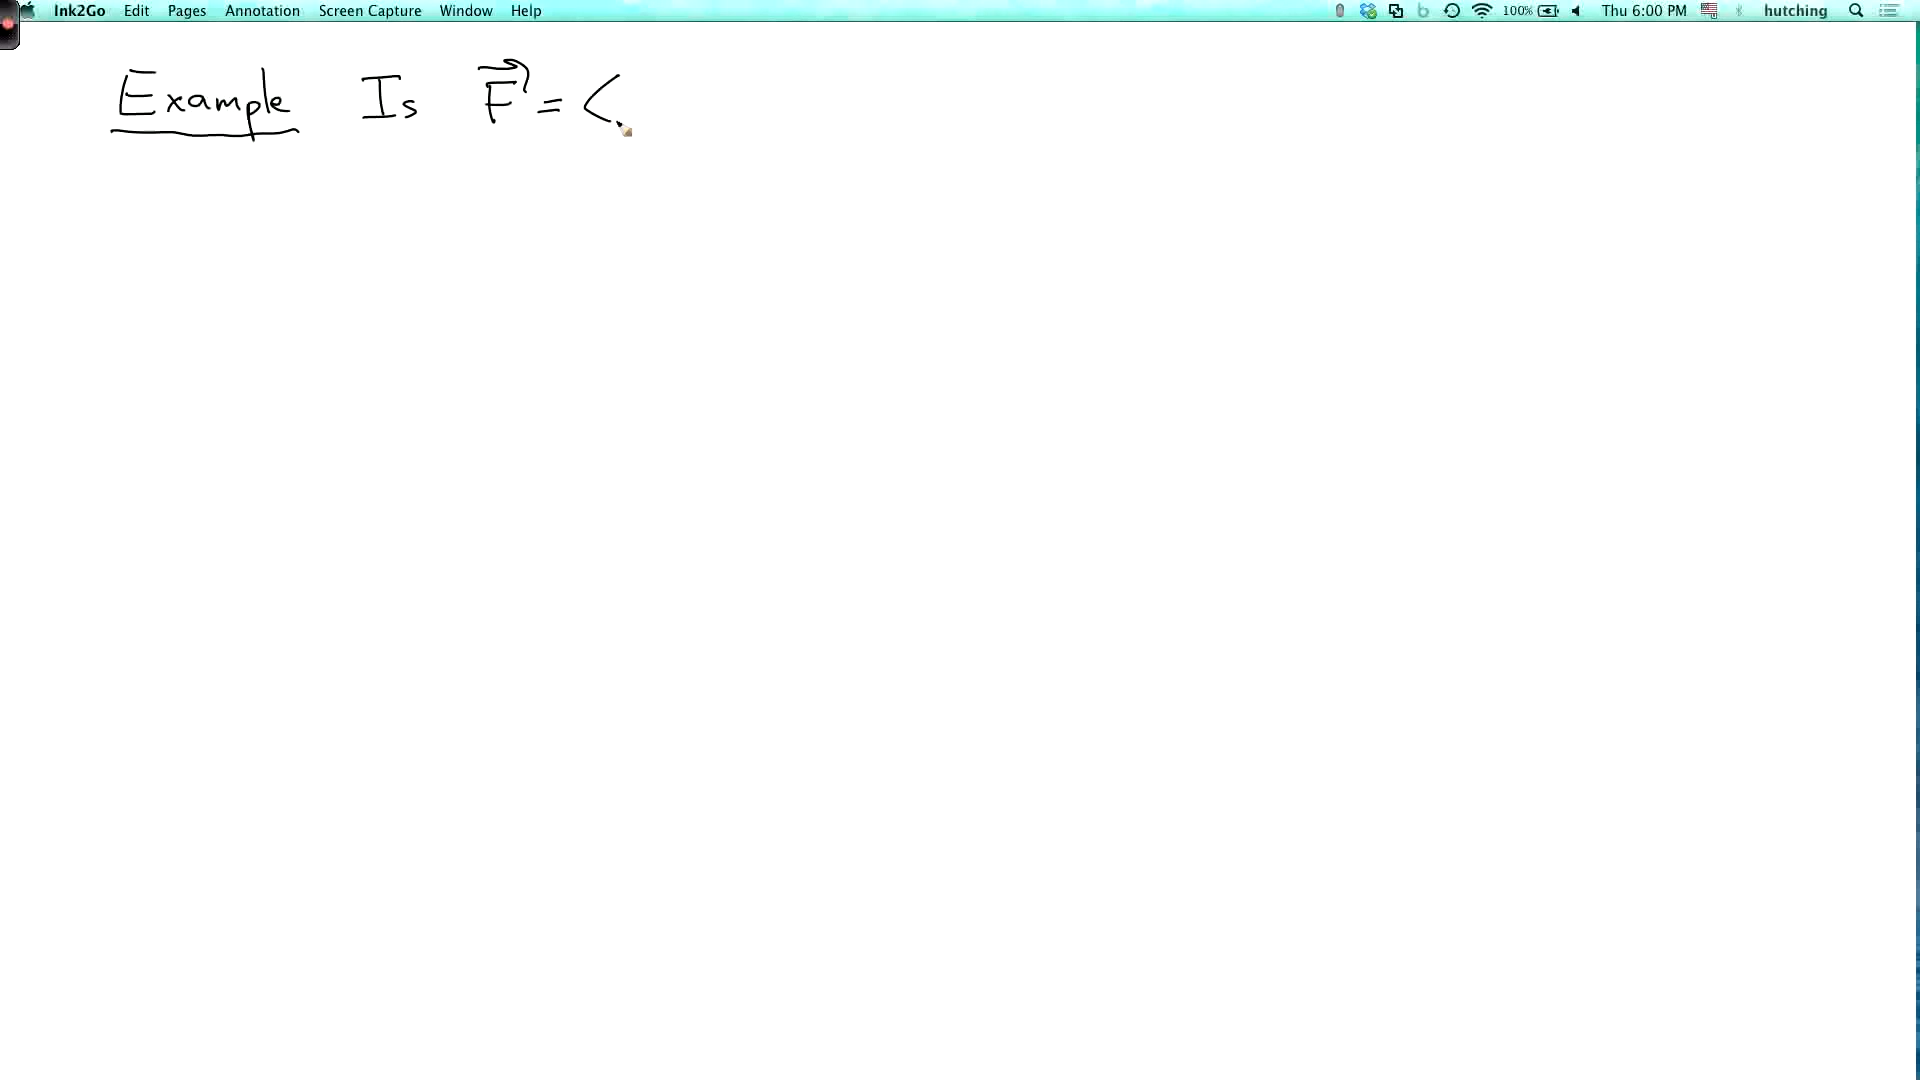 Ink2Go Edit Pages Annotation Screen Capture Window Help 100% Thu 6:00 PM hutching
Example Is F⃗ = <